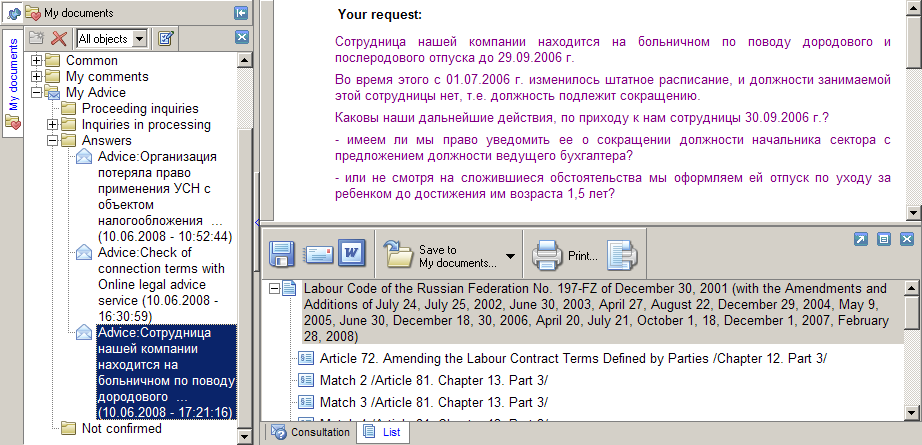 My documents
My documents
All objects
Common
My comments
My Advice
Proceeding inquiries
Inquiries in processing
Answers
Advice:Организация
потеряла право
применения УСН с
объектом
налогообложения ...
(10.06.2008 - 10:52:44)
Advice:Check of
connection terms with
Online legal advice
service (10.06.2008 -
16:30:59)
Advice:Сотрудница
нашей компании
находится на
больничном по поводу
дородового ...
(10.06.2008 - 17:21:16)
Not confirmed
Your request:
Сотрудница нашей компании находится на больничном по поводу дородового и
послеродового отпуска до 29.09.2006 г.
Во время этого с 01.07.2006 г. изменилось штатное расписание, и должности занимаемой
этой сотрудницы нет, т.е. должность подлежит сокращению.
Каковы наши дальнейшие действия, по приходу к нам сотрудницы 30.09.2006 г.?
- имеем ли мы право уведомить ее о сокращении должности начальника сектора с
предложением должности ведущего бухгалтера?
- или не смотря на сложившиеся обстоятельства мы оформляем ей отпуск по уходу за
ребенком до достижения им возраста 1,5 лет?
Save to
My documents...
Print...
Labour Code of the Russian Federation No. 197-FZ of December 30, 2001 (with the Amendments and
Additions of July 24, July 25, 2002, June 30, 2003, April 27, August 22, December 29, 2004, May 9,
2005, June 30, December 18, 30, 2006, April 20, July 21, October 1, 18, December 1, 2007, February
28, 2008)
Article 72. Amending the Labour Contract Terms Defined by Parties /Chapter 12. Part 3/
Match 2 /Article 81. Chapter 13. Part 3/
Match 3 /Article 81. Chapter 13. Part 3/
Consultation
List